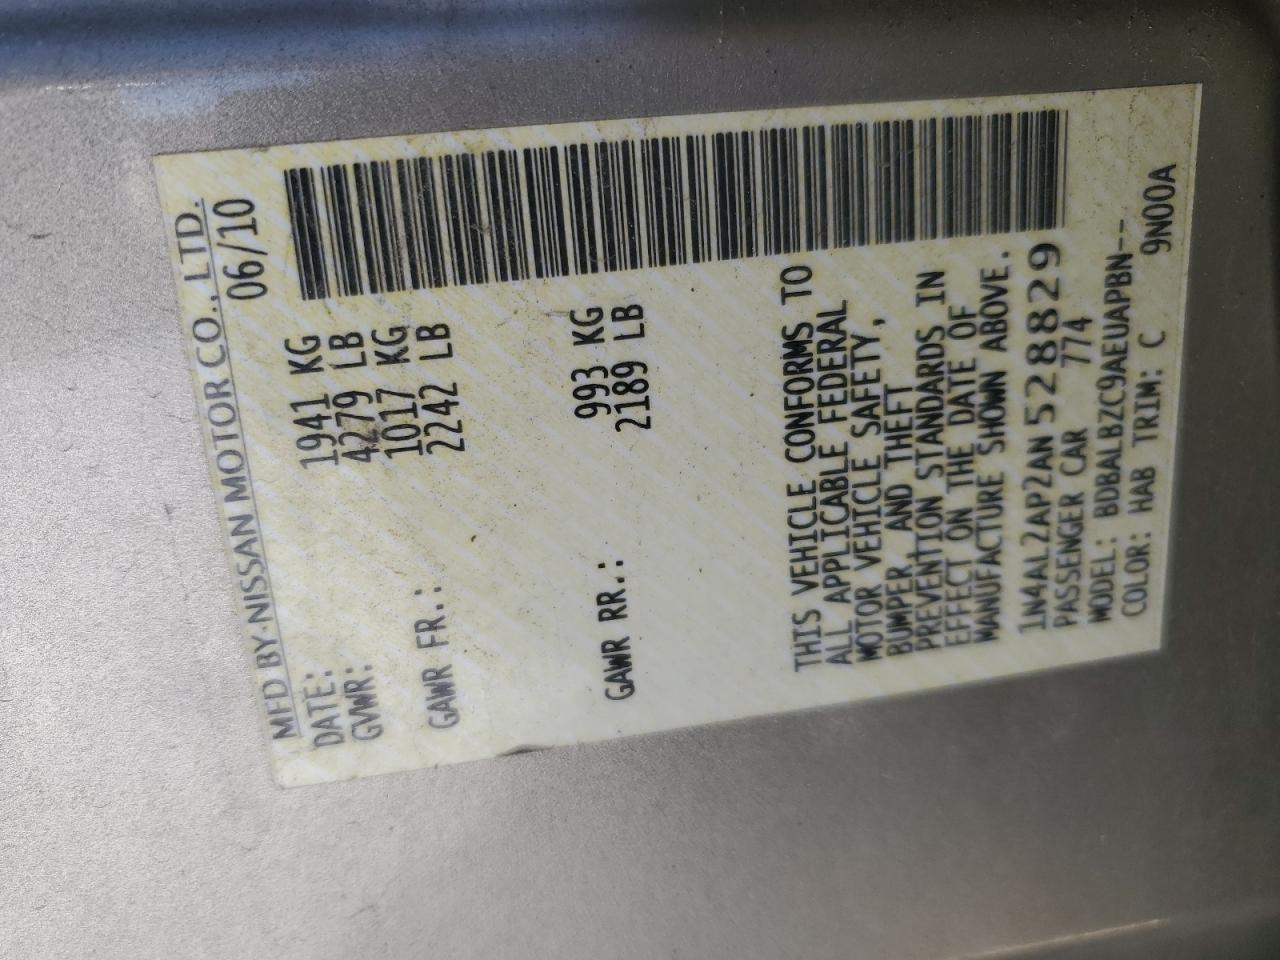 MFD BY NISSAN MOTOR CO., LTD.
DATE: 06/10
GVWR: 1941 KG
4279 LB
GAWR FR.: 1017 KG
2242 LB
GAWR RR.: 993 KG
2189 LB
THIS VEHICLE CONFORMS TO
ALL APPLICABLE FEDERAL
MOTOR VEHICLE SAFETY,
BUMPER AND THEFT
PREVENTION STANDARDS IN
EFFECT ON THE DATE OF
MANUFACTURE SHOWN ABOVE.
1N4AL2AP2AN528829
PASSENGER CAR 774
MODEL: BDBALBZC9AEUAPBN--
COLOR: HAB TRIM: C 9N00A